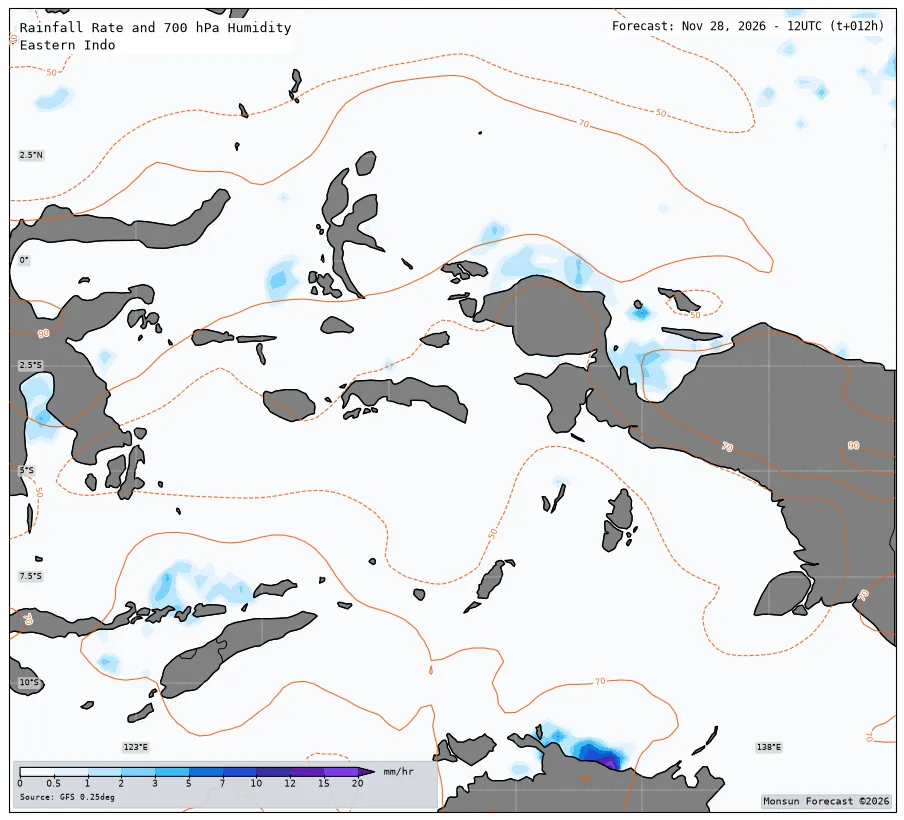 Rainfall Rate and 700 hPa Humidity
Eastern Indo
Forecast: Nov 28, 2026 - 12UTC (t+012h)
50
50
70
2.5°N
0°
50
90
2.5°S
70
90
5°S
50
50
7.5°S
70
70
10°S
70
70
123°E
138°E
0 0.5 1 2 3 5 7 10 12 15 20 mm/hr
Source: GFS 0.25deg
Monsun Forecast ©2026